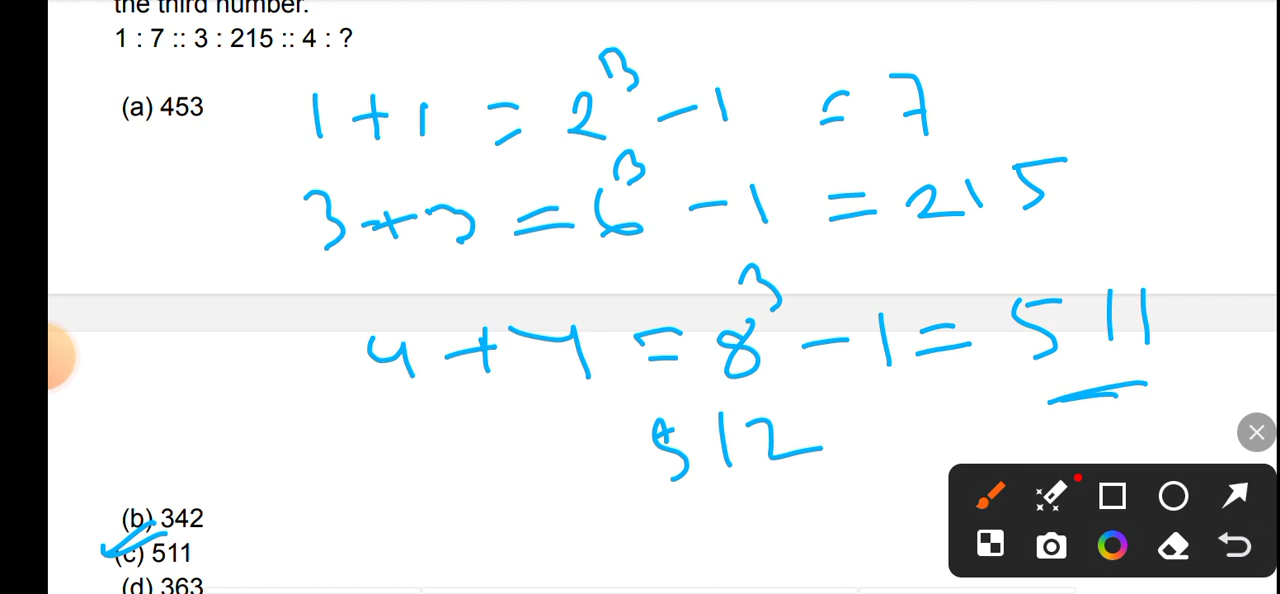 the third number.
1 : 7 :: 3 : 215 :: 4 : ?
(a) 453
1 + 1 = 2³ - 1 = 7
3 + 3 = 6³ - 1 = 215
4 + 4 = 8³ - 1 = 511
512
(b) 342
(c) 511
(d) 363